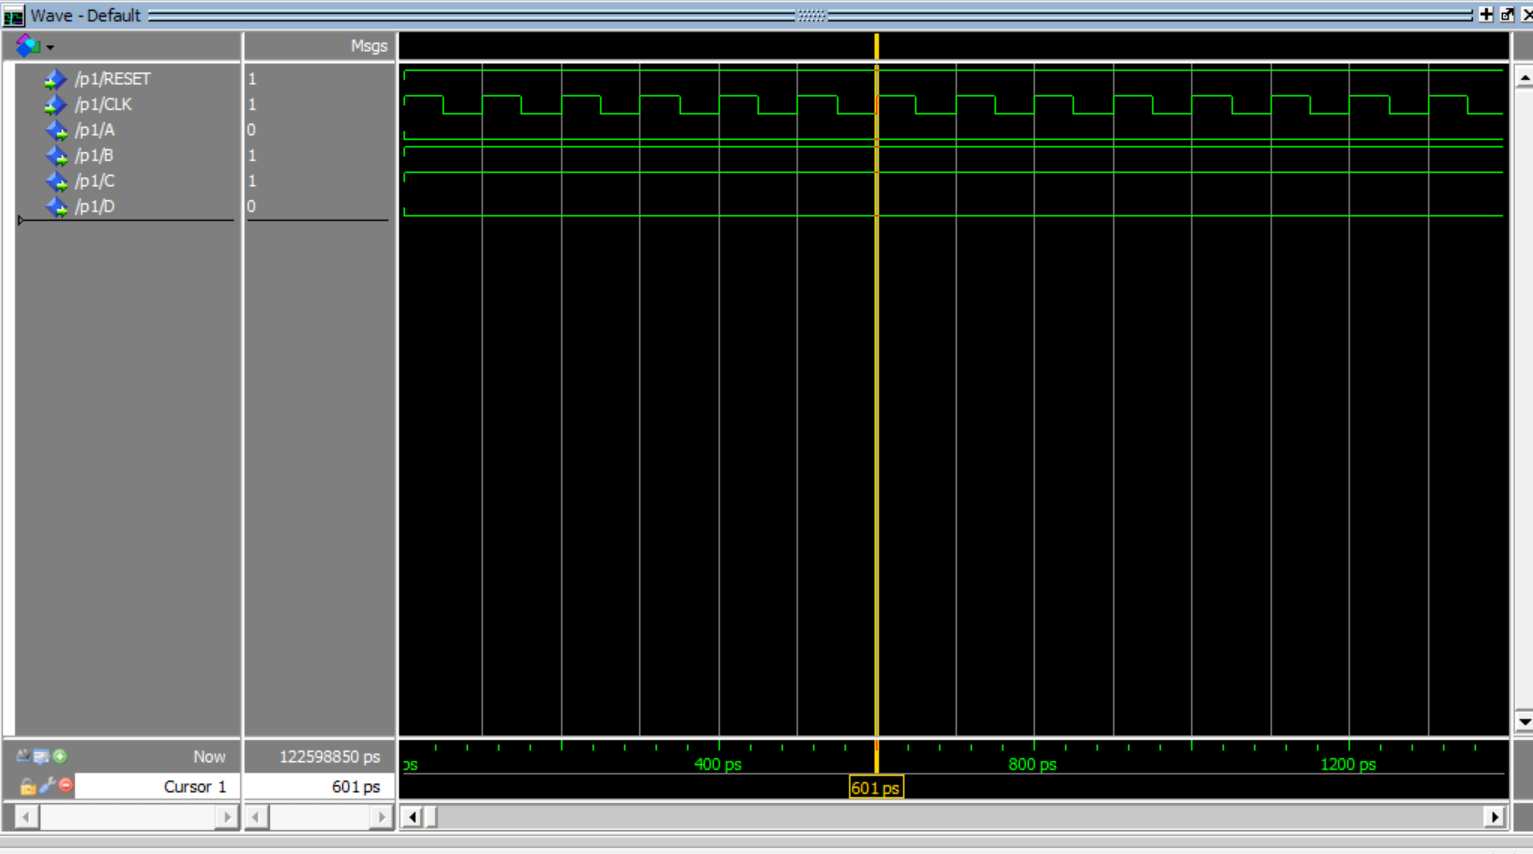 Wave - Default
Msgs
/p1/RESET 1
/p1/CLK 1
/p1/A 0
/p1/B 1
/p1/C 1
/p1/D 0
Now 122598850 ps ps 400 ps 800 ps 1200 ps
Cursor 1 601 ps 601 ps